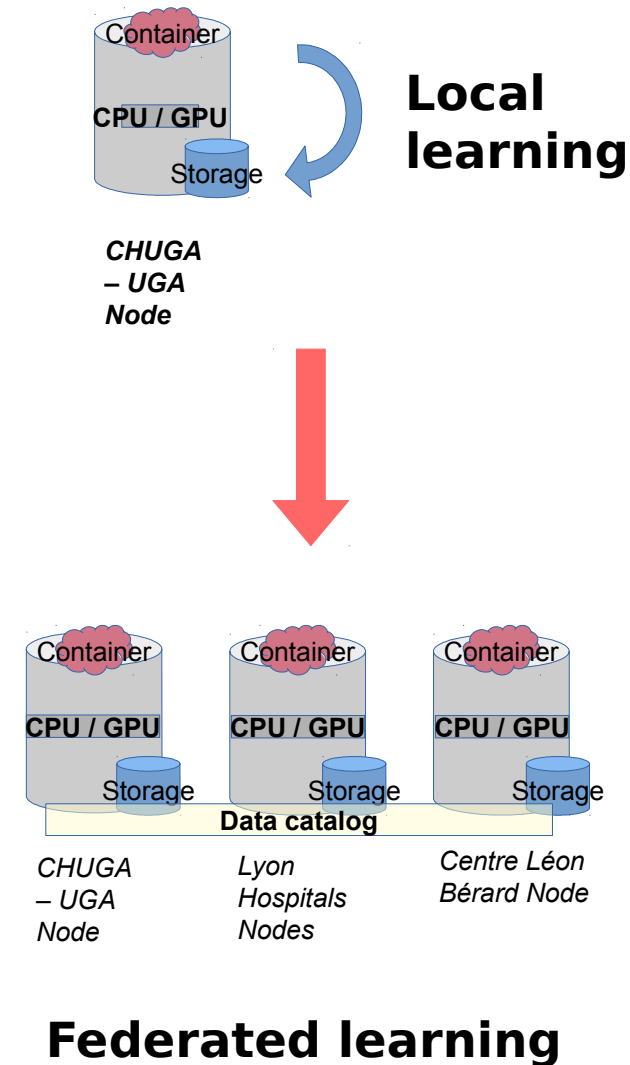 Container
CPU / GPU
Storage
Local
learning
CHUGA
– UGA
Node
Container
Container
Container
CPU / GPU
CPU / GPU
CPU / GPU
Storage
Storage
Storage
Data catalog
CHUGA
– UGA
Node
Lyon
Hospitals
Nodes
Centre Léon
Bérard Node
Federated learning